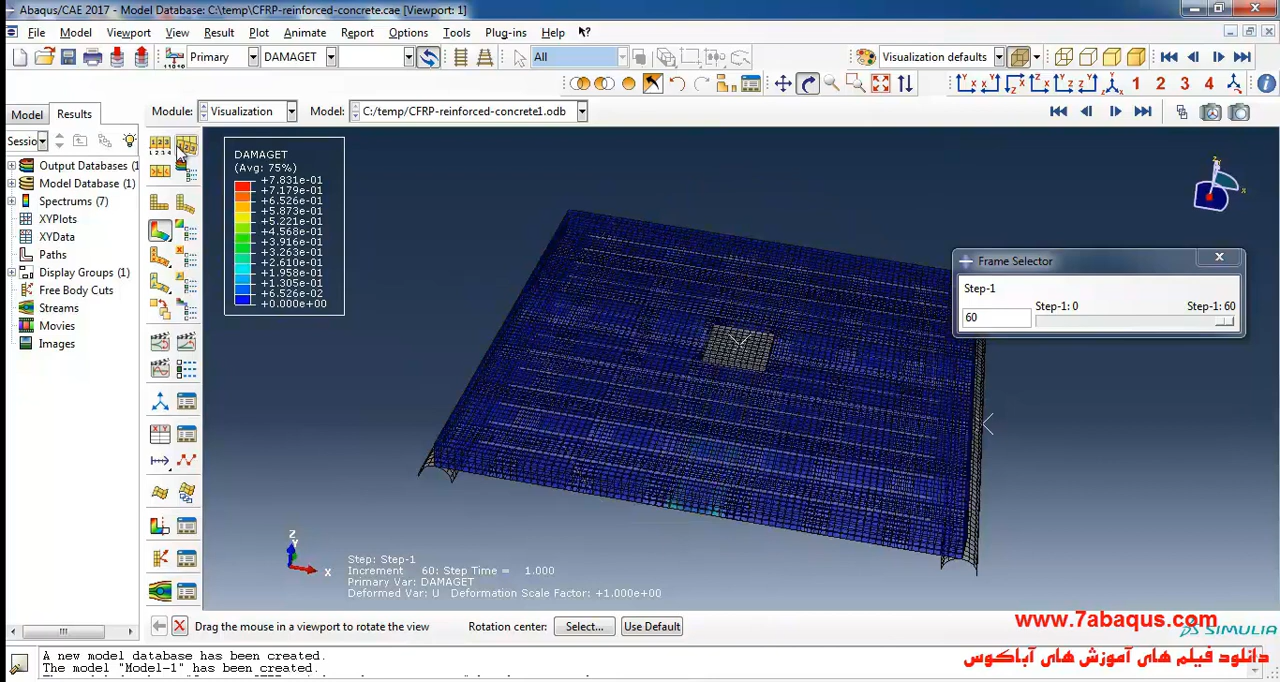 Abaqus/CAE 2017 - Model Database: C:\temp\CFRP-reinforced-concrete.cae [Viewport: 1]
File Model Viewport View Result Plot Animate Report Options Tools Plug-ins Help
Primary DAMAGET All Visualization defaults
1 2 3 4
Model Results Module: Visualization Model: C:/temp/CFRP-reinforced-concrete1.odb
Sessio
Output Databases (1
Model Database (1)
Spectrums (7)
XYPlots
XYData
Paths
Display Groups (1)
Free Body Cuts
Streams
Movies
Images
DAMAGET
(Avg: 75%)
+7.831e-01
+7.179e-01
+6.526e-01
+5.873e-01
+5.221e-01
+4.568e-01
+3.916e-01
+3.263e-01
+2.610e-01
+1.958e-01
+1.305e-01
+6.526e-02
+0.000e+00
Frame Selector
Step-1
60 Step-1: 0 Step-1: 60
Z
Y
X
Step: Step-1
Increment 60: Step Time = 1.000
Primary Var: DAMAGET
Deformed Var: U Deformation Scale Factor: +1.000e+00
www.7abaqus.com
SIMULIA
دانلود فیلم های آموزش های آباکوس
Drag the mouse in a viewport to rotate the view Rotation center: Select... Use Default
A new model database has been created.
The model "Model-1" has been created.